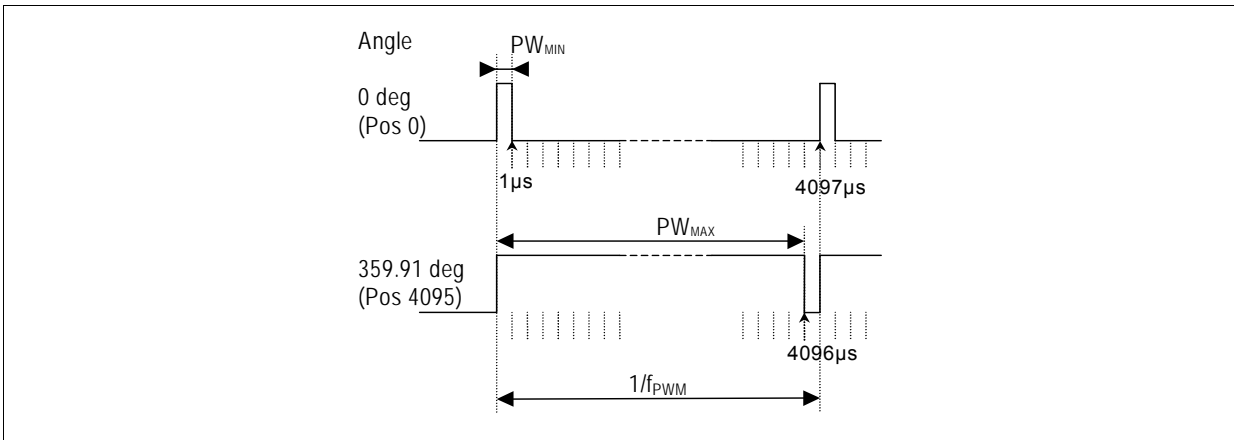 Angle
PWMIN
0 deg
(Pos 0)
1µs
4097µs
PWMAX
359.91 deg
(Pos 4095)
4096µs
1/fPWM